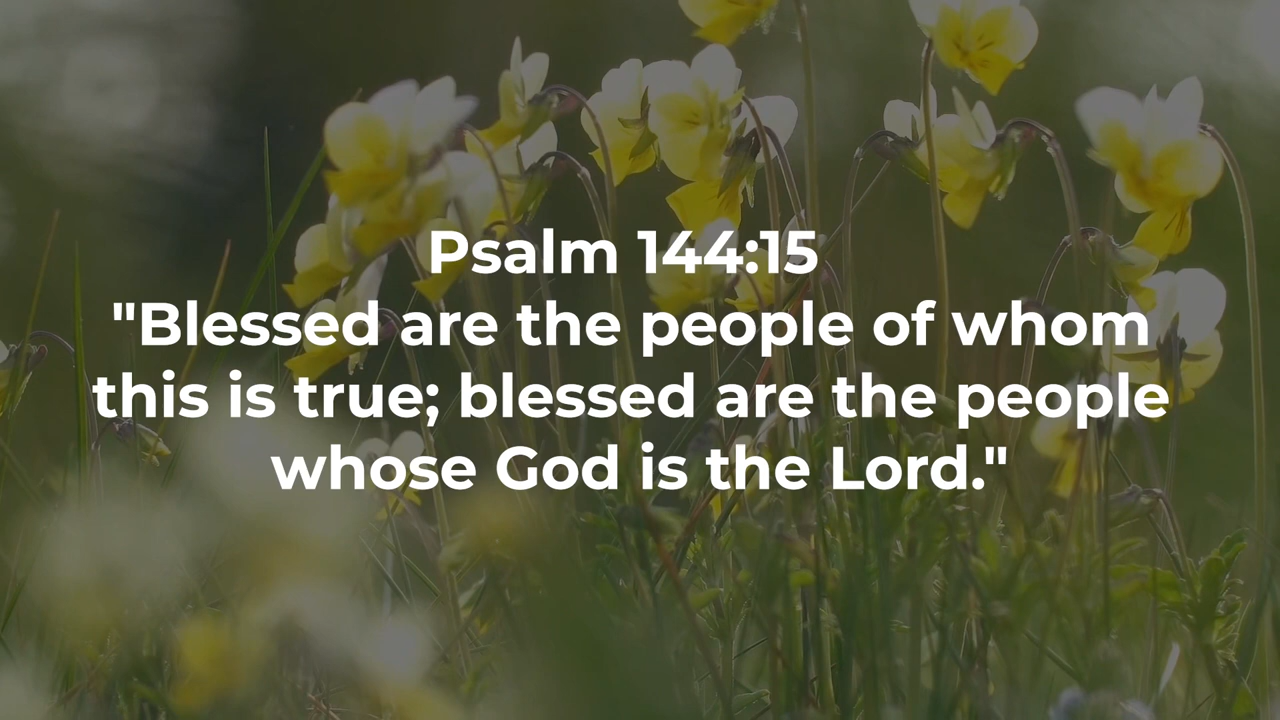 Psalm 144:15
"Blessed are the people of whom
this is true; blessed are the people
whose God is the Lord."